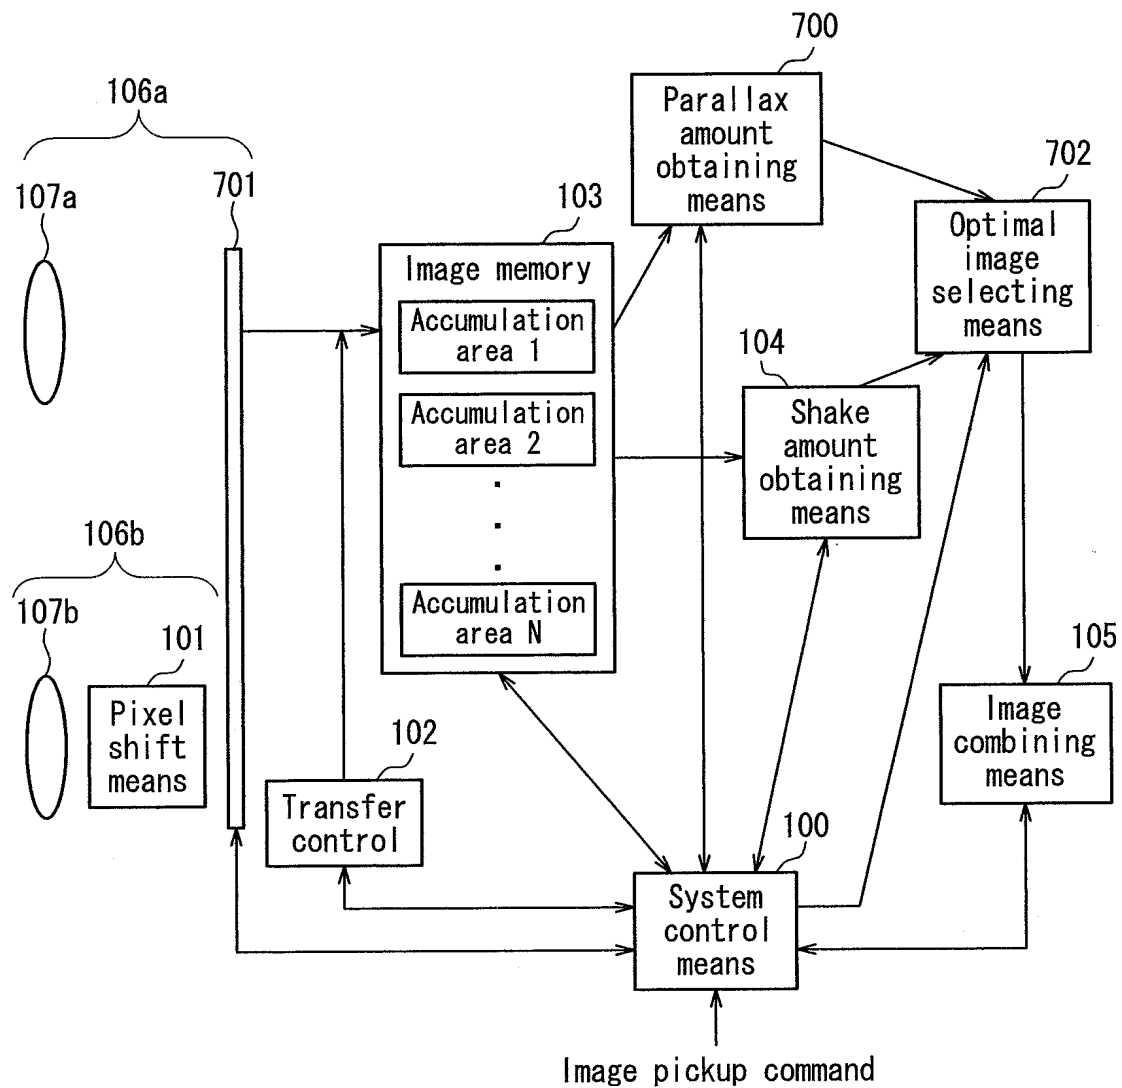 700
106a
Parallax
amount
obtaining
means
701
702
107a
103
Optimal
image
selecting
means
Image memory
Accumulation
area 1
104
Accumulation
area 2
Shake
amount
obtaining
means
106b
Accumulation
area N
107b
101
105
Pixel
shift
means
Image
combining
means
102
Transfer
control
100
System
control
means
Image pickup command